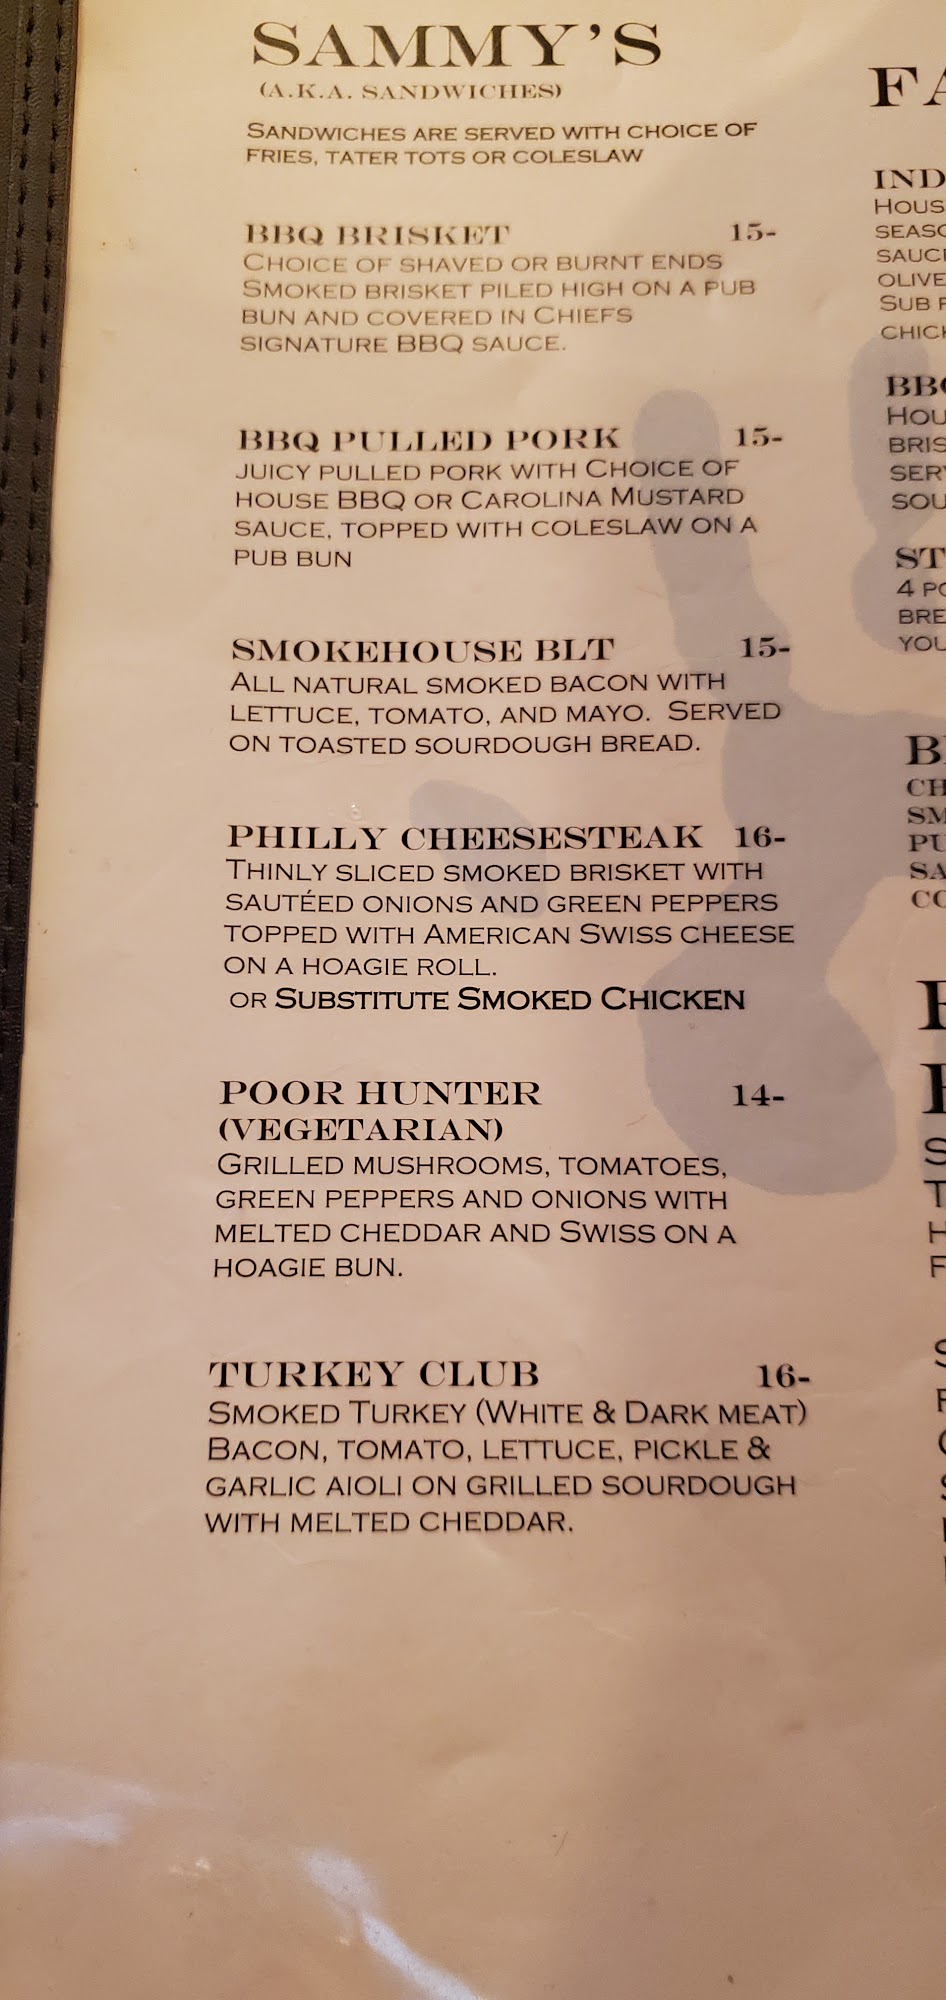 SAMMY'S
(A.K.A. SANDWICHES)
SANDWICHES ARE SERVED WITH CHOICE OF
FRIES, TATER TOTS OR COLESLAW
BBQ BRISKET 15-
CHOICE OF SHAVED OR BURNT ENDS
SMOKED BRISKET PILED HIGH ON A PUB
BUN AND COVERED IN CHIEFS
SIGNATURE BBQ SAUCE.
BBQ PULLED PORK 15-
JUICY PULLED PORK WITH CHOICE OF
HOUSE BBQ OR CAROLINA MUSTARD
SAUCE, TOPPED WITH COLESLAW ON A
PUB BUN
SMOKEHOUSE BLT 15-
ALL NATURAL SMOKED BACON WITH
LETTUCE, TOMATO, AND MAYO. SERVED
ON TOASTED SOURDOUGH BREAD.
PHILLY CHEESESTEAK 16-
THINLY SLICED SMOKED BRISKET WITH
SAUTÉED ONIONS AND GREEN PEPPERS
TOPPED WITH AMERICAN SWISS CHEESE
ON A HOAGIE ROLL.
OR SUBSTITUTE SMOKED CHICKEN
POOR HUNTER 14-
(VEGETARIAN)
GRILLED MUSHROOMS, TOMATOES,
GREEN PEPPERS AND ONIONS WITH
MELTED CHEDDAR AND SWISS ON A
HOAGIE BUN.
TURKEY CLUB 16-
SMOKED TURKEY (WHITE & DARK MEAT)
BACON, TOMATO, LETTUCE, PICKLE &
GARLIC AIOLI ON GRILLED SOURDOUGH
WITH MELTED CHEDDAR.